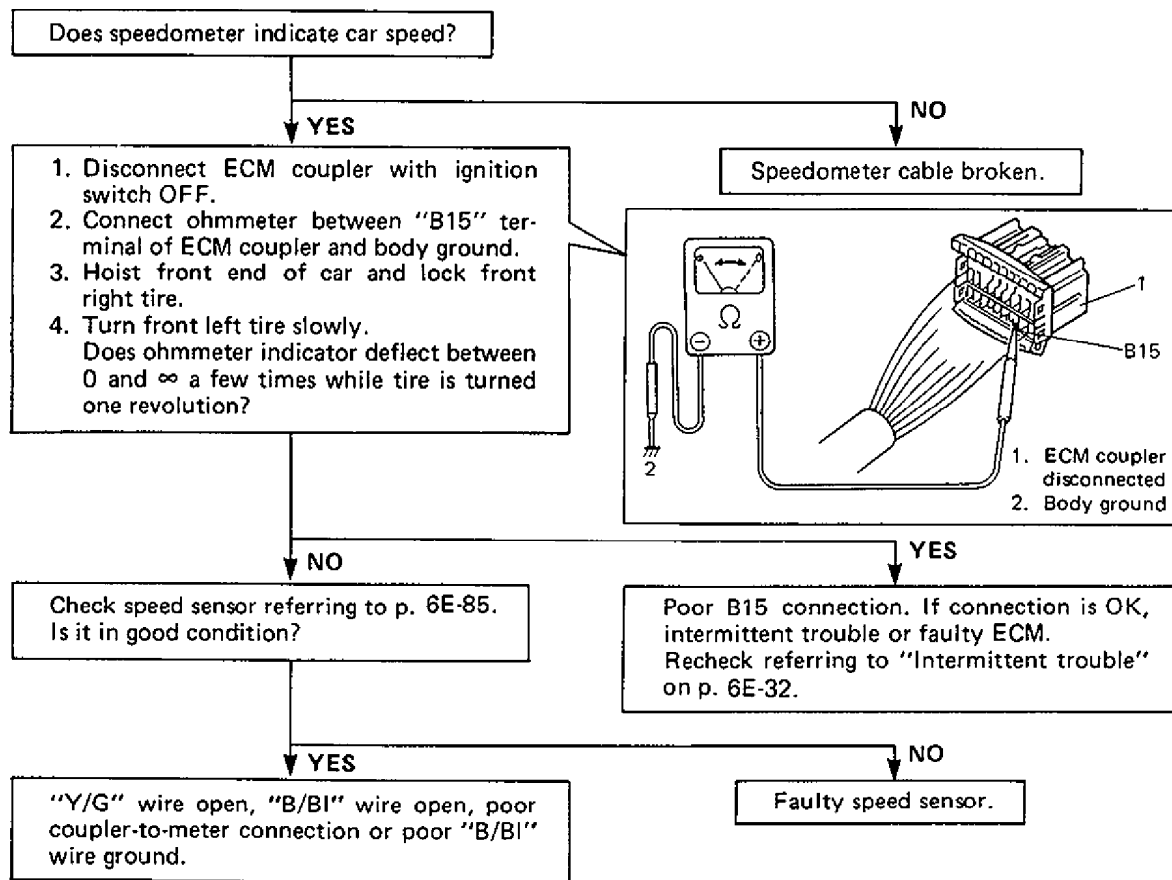 Does speedometer indicate car speed?
YES
NO
1. Disconnect ECM coupler with ignition
switch OFF.
2. Connect ohmmeter between "B15" ter-
minal of ECM coupler and body ground.
3. Hoist front end of car and lock front
right tire.
4. Turn front left tire slowly.
Does ohmmeter indicator deflect between
0 and ∞ a few times while tire is turned
one revolution?
Speedometer cable broken.
Ω
− +
1
B15
2
1. ECM coupler
disconnected
2. Body ground
NO
YES
Check speed sensor referring to p. 6E-85.
Is it in good condition?
Poor B15 connection. If connection is OK,
intermittent trouble or faulty ECM.
Recheck referring to "Intermittent trouble"
on p. 6E-32.
YES
NO
"Y/G" wire open, "B/Bl" wire open, poor
coupler-to-meter connection or poor "B/Bl"
wire ground.
Faulty speed sensor.